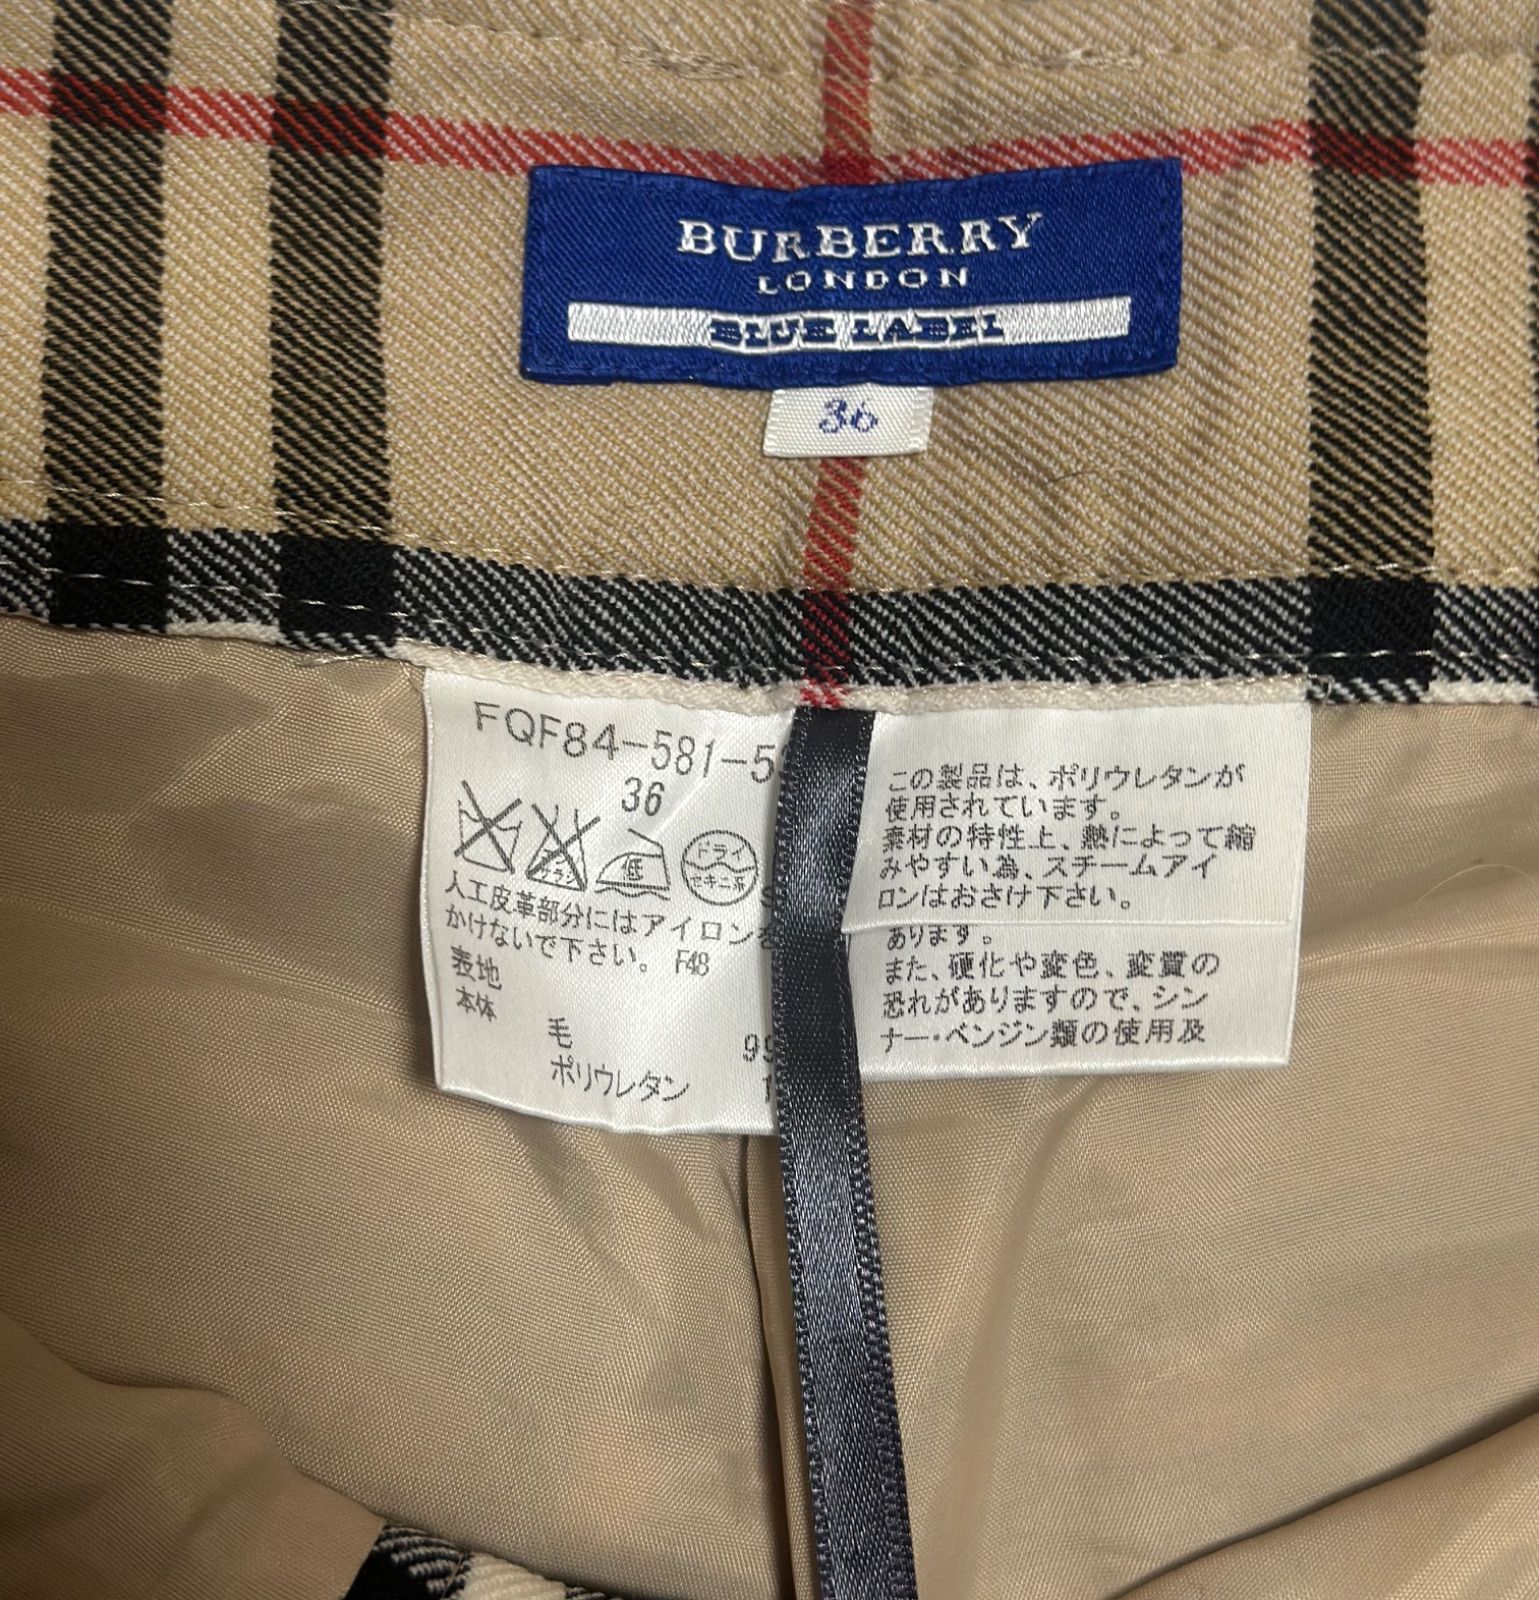 BURBERRY
LONDON
BLUE LABEL
36
FQF84-581-5
36
ドライ
低
セキユ系
人工皮革部分にはアイロンを
かけないで下さい。 F48
表地
本体
毛 99
ポリウレタン 1
この製品は、ポリウレタンが
使用されています。
素材の特性上、熱によって縮
みやすい為、スチームアイ
ロンはおさけ下さい。
あります。
また、硬化や変色、変質の
恐れがありますので、シン
ナー・ベンジン類の使用及